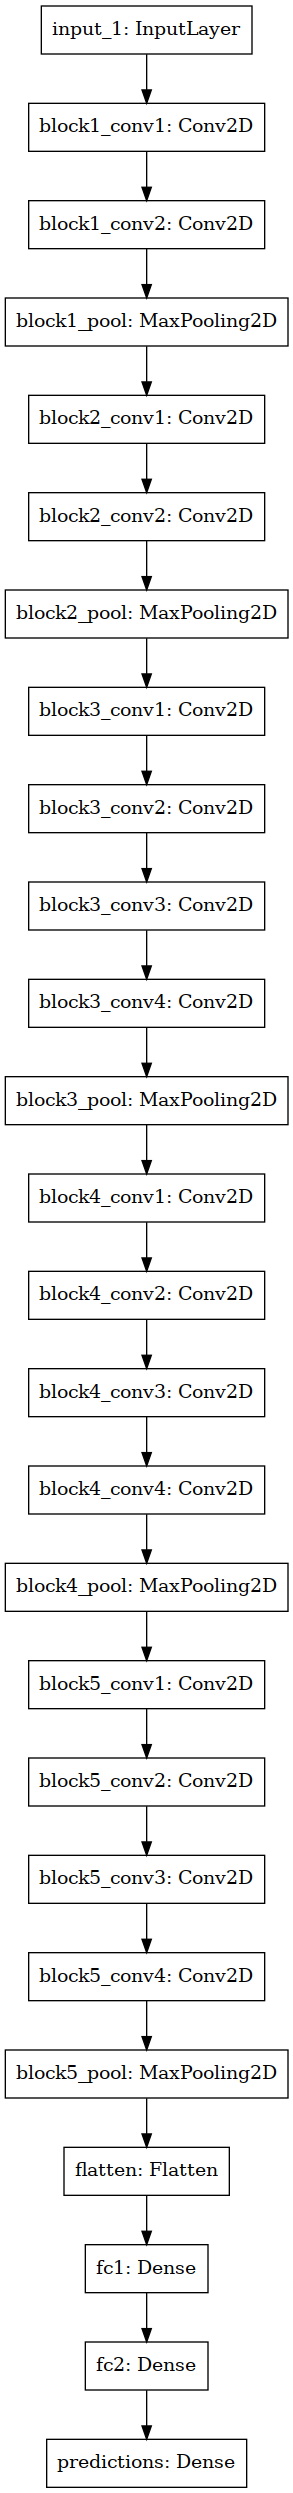 input_1: InputLayer
block1_conv1: Conv2D
block1_conv2: Conv2D
block1_pool: MaxPooling2D
block2_conv1: Conv2D
block2_conv2: Conv2D
block2_pool: MaxPooling2D
block3_conv1: Conv2D
block3_conv2: Conv2D
block3_conv3: Conv2D
block3_conv4: Conv2D
block3_pool: MaxPooling2D
block4_conv1: Conv2D
block4_conv2: Conv2D
block4_conv3: Conv2D
block4_conv4: Conv2D
block4_pool: MaxPooling2D
block5_conv1: Conv2D
block5_conv2: Conv2D
block5_conv3: Conv2D
block5_conv4: Conv2D
block5_pool: MaxPooling2D
flatten: Flatten
fc1: Dense
fc2: Dense
predictions: Dense